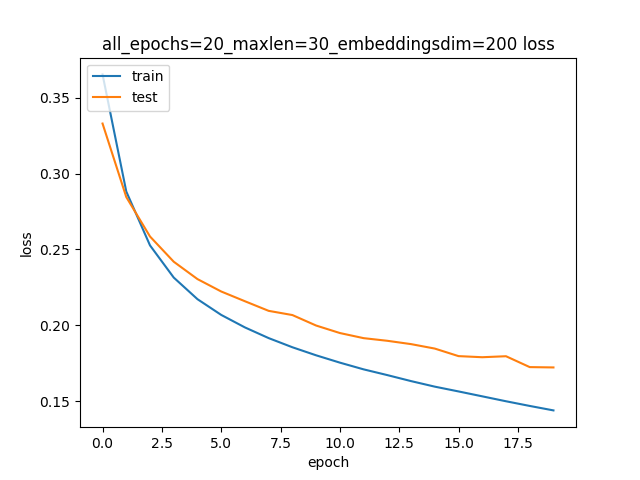 all_epochs=20_maxlen=30_embeddingsdim=200 loss
train
test
0.35
0.30
0.25
0.20
0.15
loss
0.0 2.5 5.0 7.5 10.0 12.5 15.0 17.5
epoch